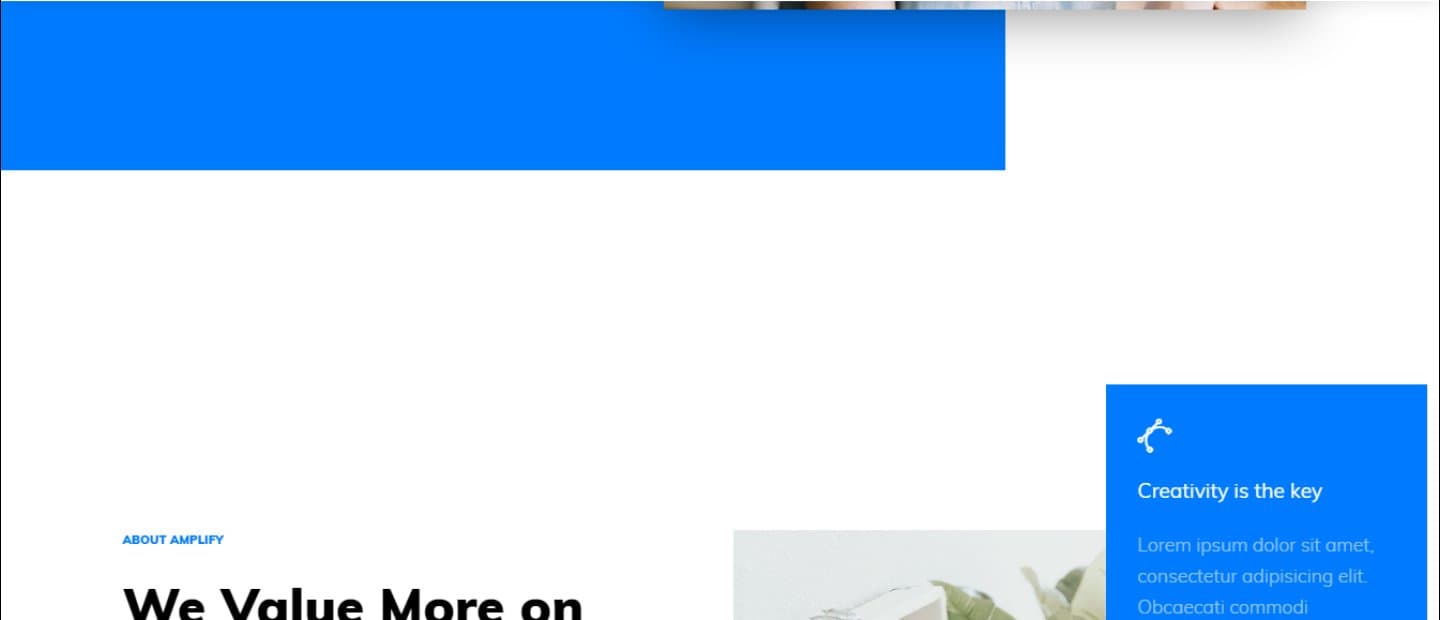 ABOUT AMPLIFY
We Value More on
Creativity is the key
Lorem ipsum dolor sit amet,
consectetur adipisicing elit.
Obcaecati commodi